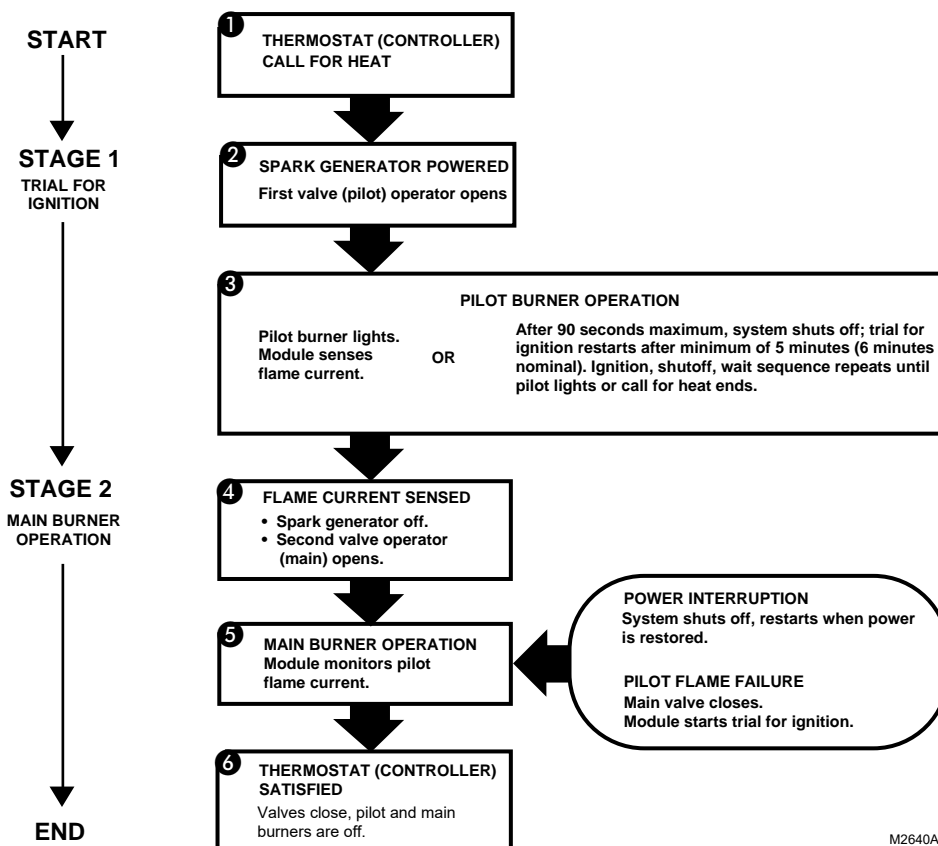 START
STAGE 1
TRIAL FOR
IGNITION
STAGE 2
MAIN BURNER
OPERATION
END
1
THERMOSTAT (CONTROLLER)
CALL FOR HEAT
2
SPARK GENERATOR POWERED
First valve (pilot) operator opens
3
PILOT BURNER OPERATION
Pilot burner lights.
Module senses
flame current.
OR
After 90 seconds maximum, system shuts off; trial for
ignition restarts after minimum of 5 minutes (6 minutes
nominal). Ignition, shutoff, wait sequence repeats until
pilot lights or call for heat ends.
4
FLAME CURRENT SENSED
• Spark generator off.
• Second valve operator
(main) opens.
5
MAIN BURNER OPERATION
Module monitors pilot
flame current.
POWER INTERRUPTION
System shuts off, restarts when power
is restored.
PILOT FLAME FAILURE
Main valve closes.
Module starts trial for ignition.
6
THERMOSTAT (CONTROLLER)
SATISFIED
Valves close, pilot and main
burners are off.
M2640A